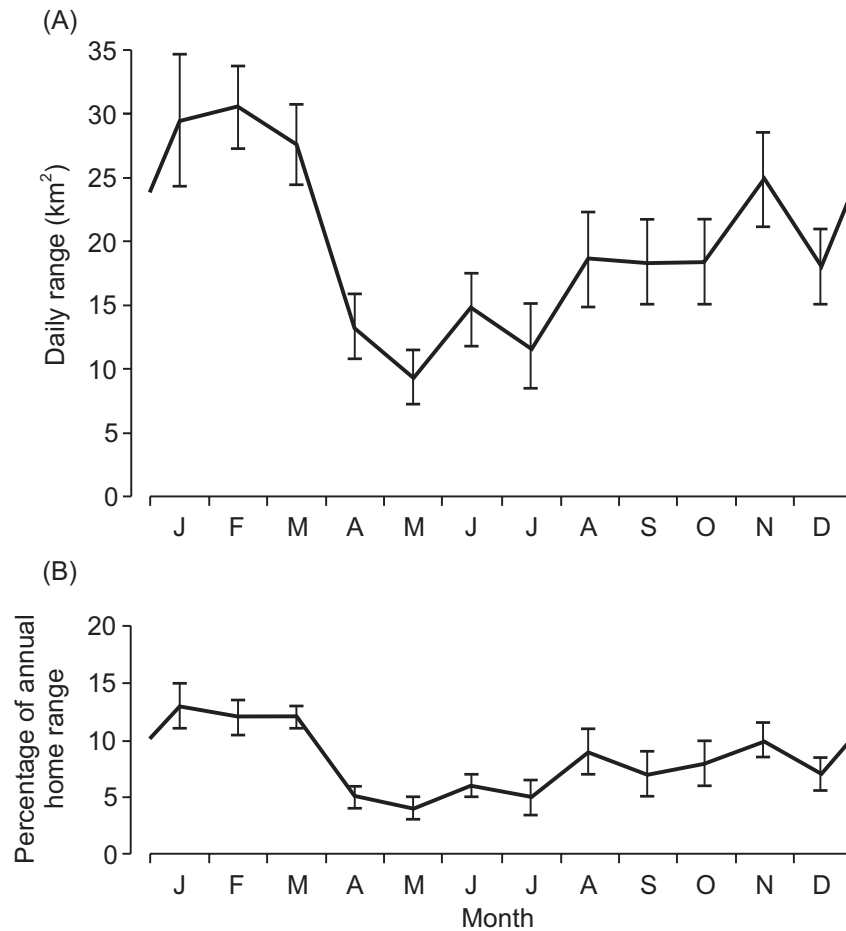 (A)
Daily range (km²)
35
30
25
20
15
10
5
0
J F M A M J J A S O N D
(B)
Percentage of annual
home range
20
15
10
5
0
J F M A M J J A S O N D
Month